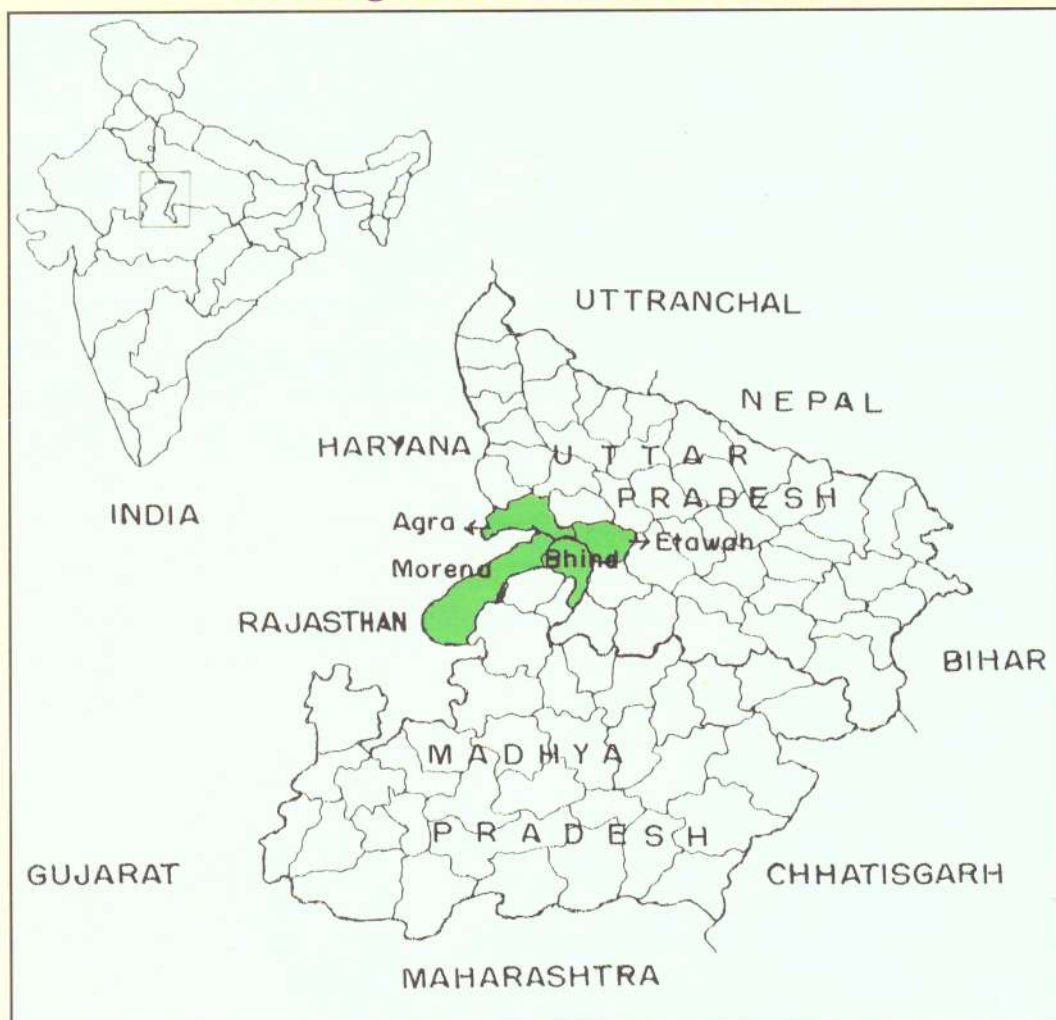 UTTRANCHAL
NEPAL
HARYANA
UTTAR
PRADESH
INDIA
Agra
Etawah
Morena
Bhind
RAJASTHAN
BIHAR
MADHYA
PRADESH
GUJARAT
CHHATISGARH
MAHARASHTRA